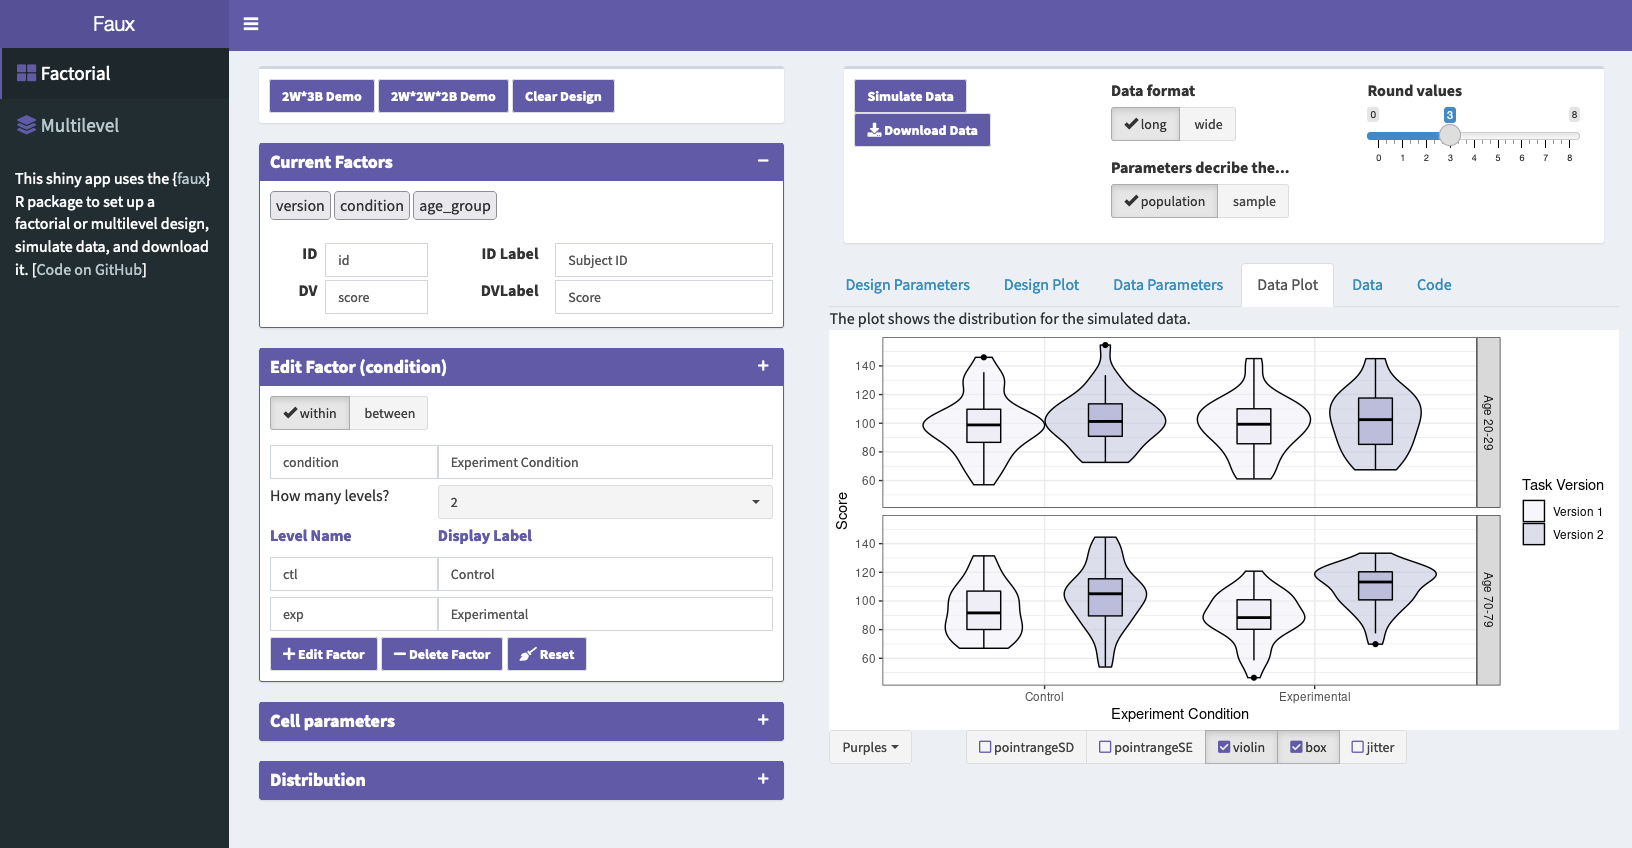 Faux
Factorial
Multilevel
This shiny app uses the {faux}
R package to set up a
factorial or multilevel design,
simulate data, and download
it. [Code on GitHub]
2W*3B Demo 2W*2W*2B Demo Clear Design
Current Factors
version condition age_group
ID id ID Label Subject ID
DV score DVLabel Score
Edit Factor (condition)
within between
condition Experiment Condition
How many levels? 2
Level Name Display Label
ctl Control
exp Experimental
Edit Factor Delete Factor Reset
Cell parameters
Distribution
Simulate Data
Download Data
Data format
long wide
Parameters decribe the...
population sample
Round values
0 3 8
0 1 2 3 4 5 6 7 8
Design Parameters Design Plot Data Parameters Data Plot Data Code
The plot shows the distribution for the simulated data.
Score
140
120
100
80
60
Age 20-29
140
120
100
80
60
Age 70-79
Control Experimental
Experiment Condition
Task Version
Version 1
Version 2
Purples pointrangeSD pointrangeSE violin box jitter